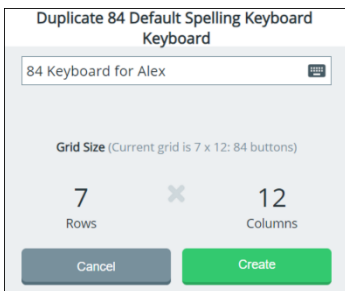 Duplicate 84 Default Spelling Keyboard
Keyboard
84 Keyboard for Alex
Grid Size (Current grid is 7 x 12: 84 buttons)
7 × 12
Rows Columns
Cancel Create